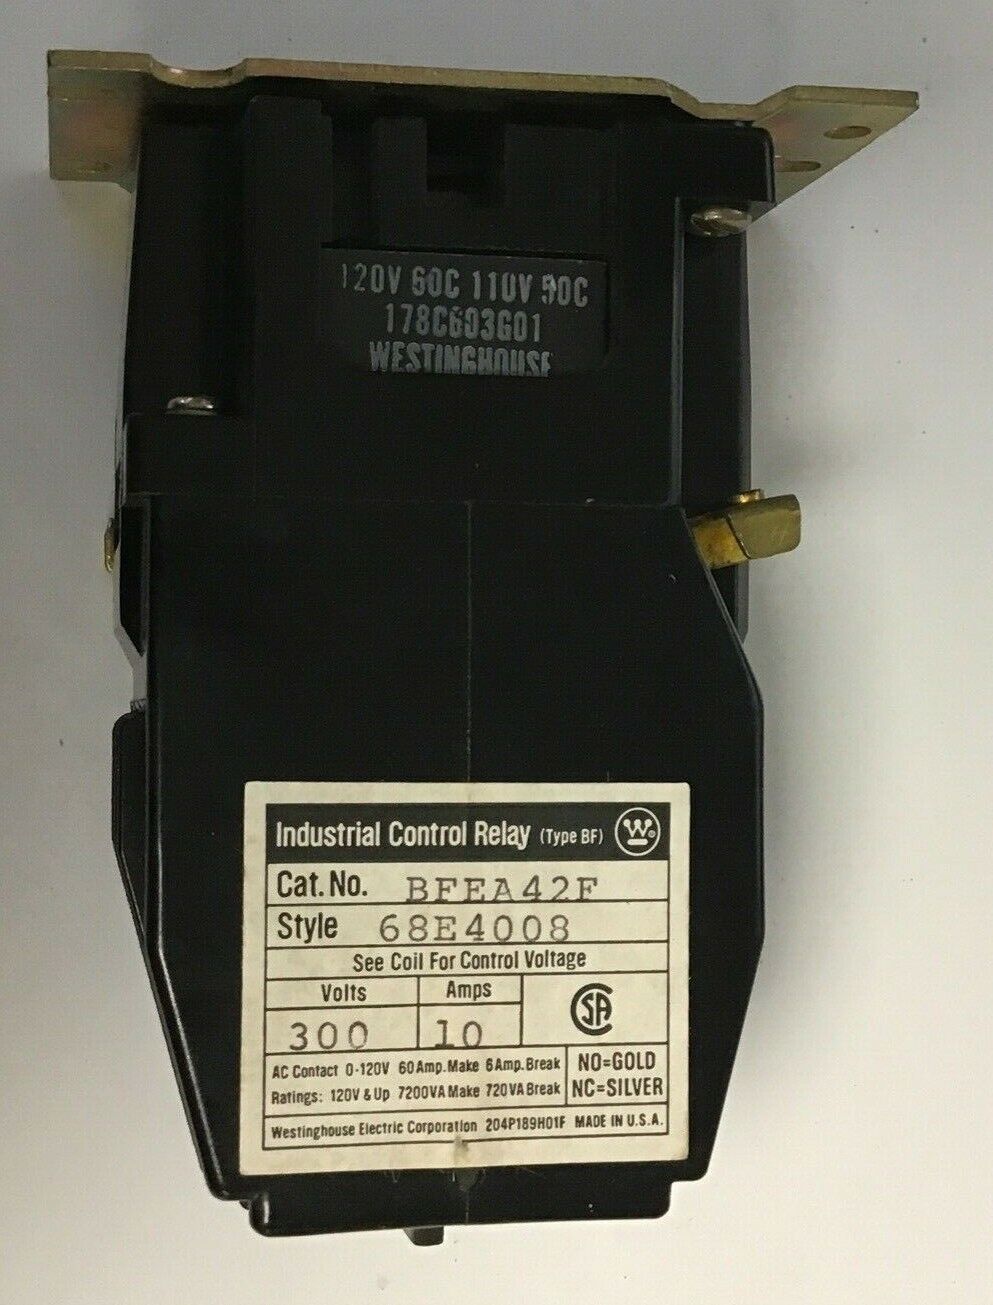 120V 60C 110V 50C
178C603G01
WESTINGHOUSE
Industrial Control Relay (Type BF) W ®
Cat. No. BFEA42F
Style 68E4008
See Coil For Control Voltage
Volts Amps
300 10
CSA
AC Contact 0-120V 60 Amp. Make 6 Amp. Break
Ratings: 120V & Up 7200VA Make 720VA Break
NO=GOLD
NC=SILVER
Westinghouse Electric Corporation 204P189H01F MADE IN U.S.A.